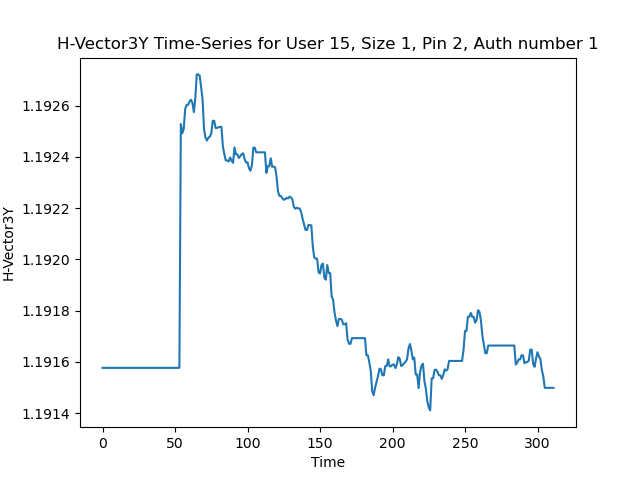 H-Vector3Y Time-Series for User 15, Size 1, Pin 2, Auth number 1
H-Vector3Y
1.1926
1.1924
1.1922
1.1920
1.1918
1.1916
1.1914
0 50 100 150 200 250 300
Time